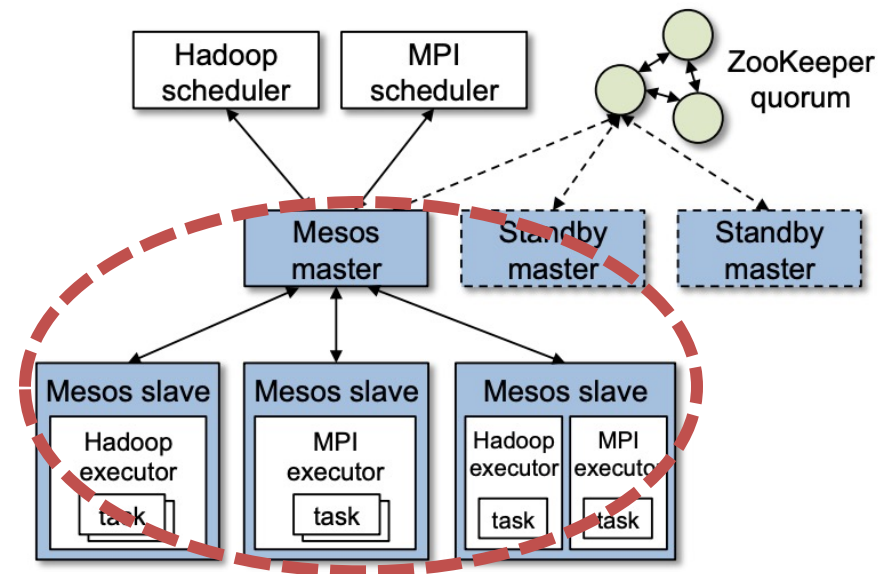 Hadoop
scheduler
MPI
scheduler
ZooKeeper
quorum
Mesos
master
Standby
master
Standby
master
Mesos slave
Hadoop
executor
task
Mesos slave
MPI
executor
task
Mesos slave
Hadoop
executor
task
MPI
executor
task